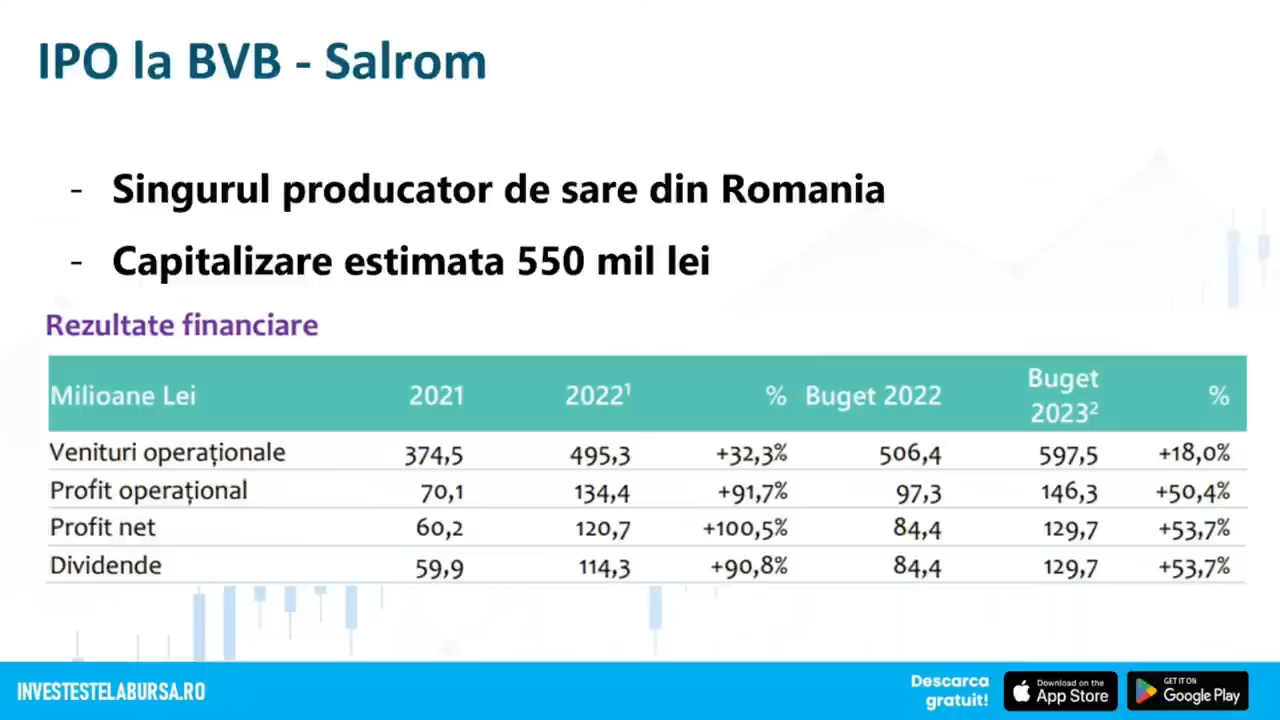 IPO la BVB - Salrom
- Singurul producator de sare din Romania
- Capitalizare estimata 550 mil lei
Rezultate financiare
Milioane Lei 2021 2022¹ % Buget 2022 Buget 2023² %
Venituri operaționale 374,5 495,3 +32,3% 506,4 597,5 +18,0%
Profit operațional 70,1 134,4 +91,7% 97,3 146,3 +50,4%
Profit net 60,2 120,7 +100,5% 84,4 129,7 +53,7%
Dividende 59,9 114,3 +90,8% 84,4 129,7 +53,7%
INVESTESTELABURSA.RO
Descarca
gratuit!
Download on the
App Store
GET IT ON
Google Play